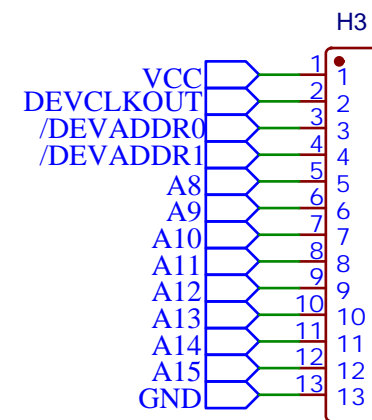 H3
VCC 1 1
DEVCLKOUT 2 2
/DEVADDR0 3 3
/DEVADDR1 4 4
A8 5 5
A9 6 6
A10 7 7
A11 8 8
A12 9 9
A13 10 10
A14 11 11
A15 12 12
GND 13 13